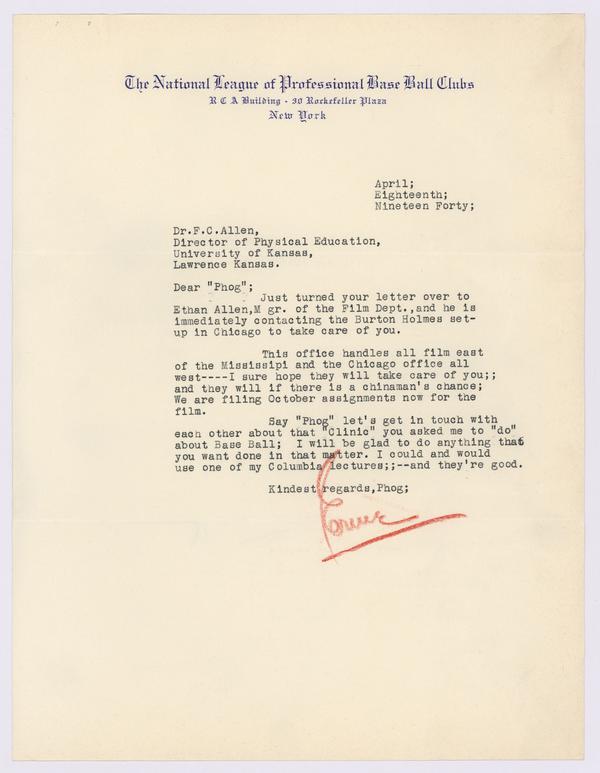 The National League of Professional Base Ball Clubs
R C A Building - 30 Rockefeller Plaza
New York
April;
Eighteenth;
Nineteen Forty;
Dr.F.C.Allen,
Director of Physical Education,
University of Kansas,
Lawrence Kansas.
Dear "Phog";
Just turned your letter over to
Ethan Allen,M gr. of the Film Dept.,and he is
immediately contacting the Burton Holmes set-
up in Chicago to take care of you.
This office handles all film east
of the Mississipi and the Chicago office all
west----I sure hope they will take care of you;;
and they will if there is a chinaman's chance;
We are filing October assignments now for the
film.
Say "Phog" let's get in touch with
each other about that "Clinic" you asked me to "do"
about Base Ball; I will be glad to do anything that
you want done in that matter. I could and would
use one of my Columbia lectures;;--and they're good.
Kindest regards,Phog;